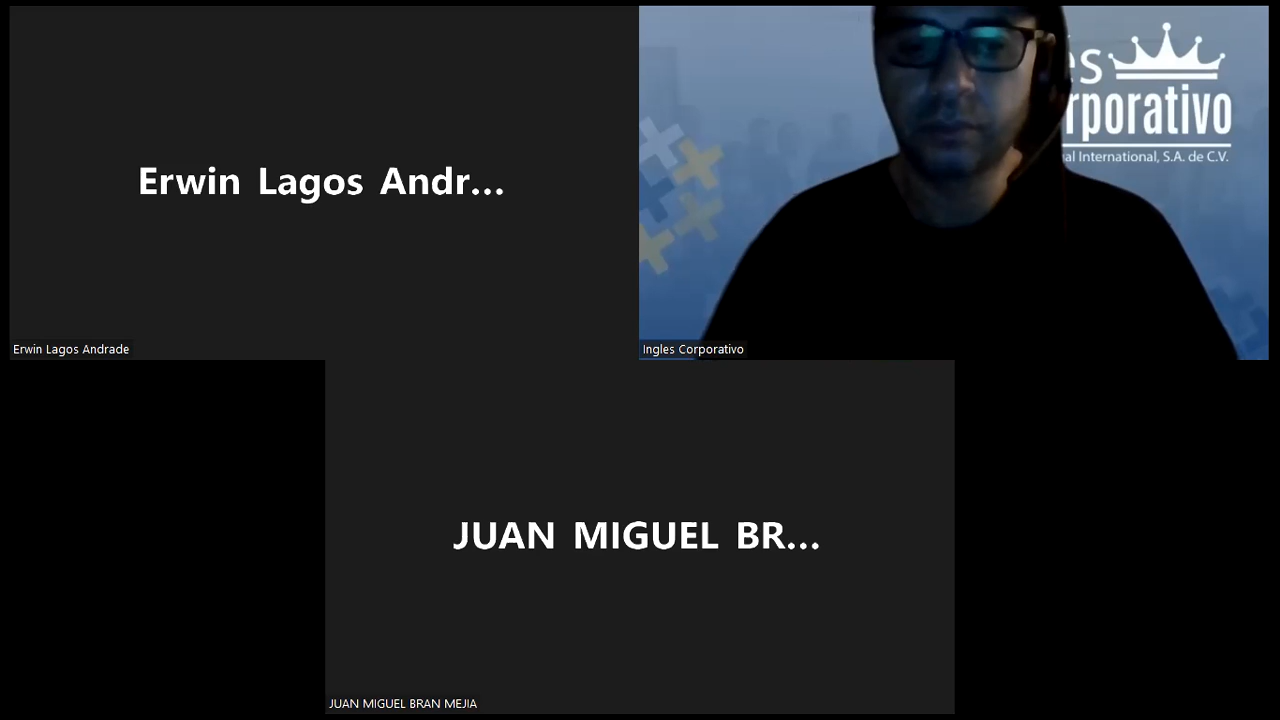 Erwin Lagos Andr...
Erwin Lagos Andrade
és
rporativo
al International, S.A. de C.V.
Ingles Corporativo
JUAN MIGUEL BR...
JUAN MIGUEL BRAN MEJIA